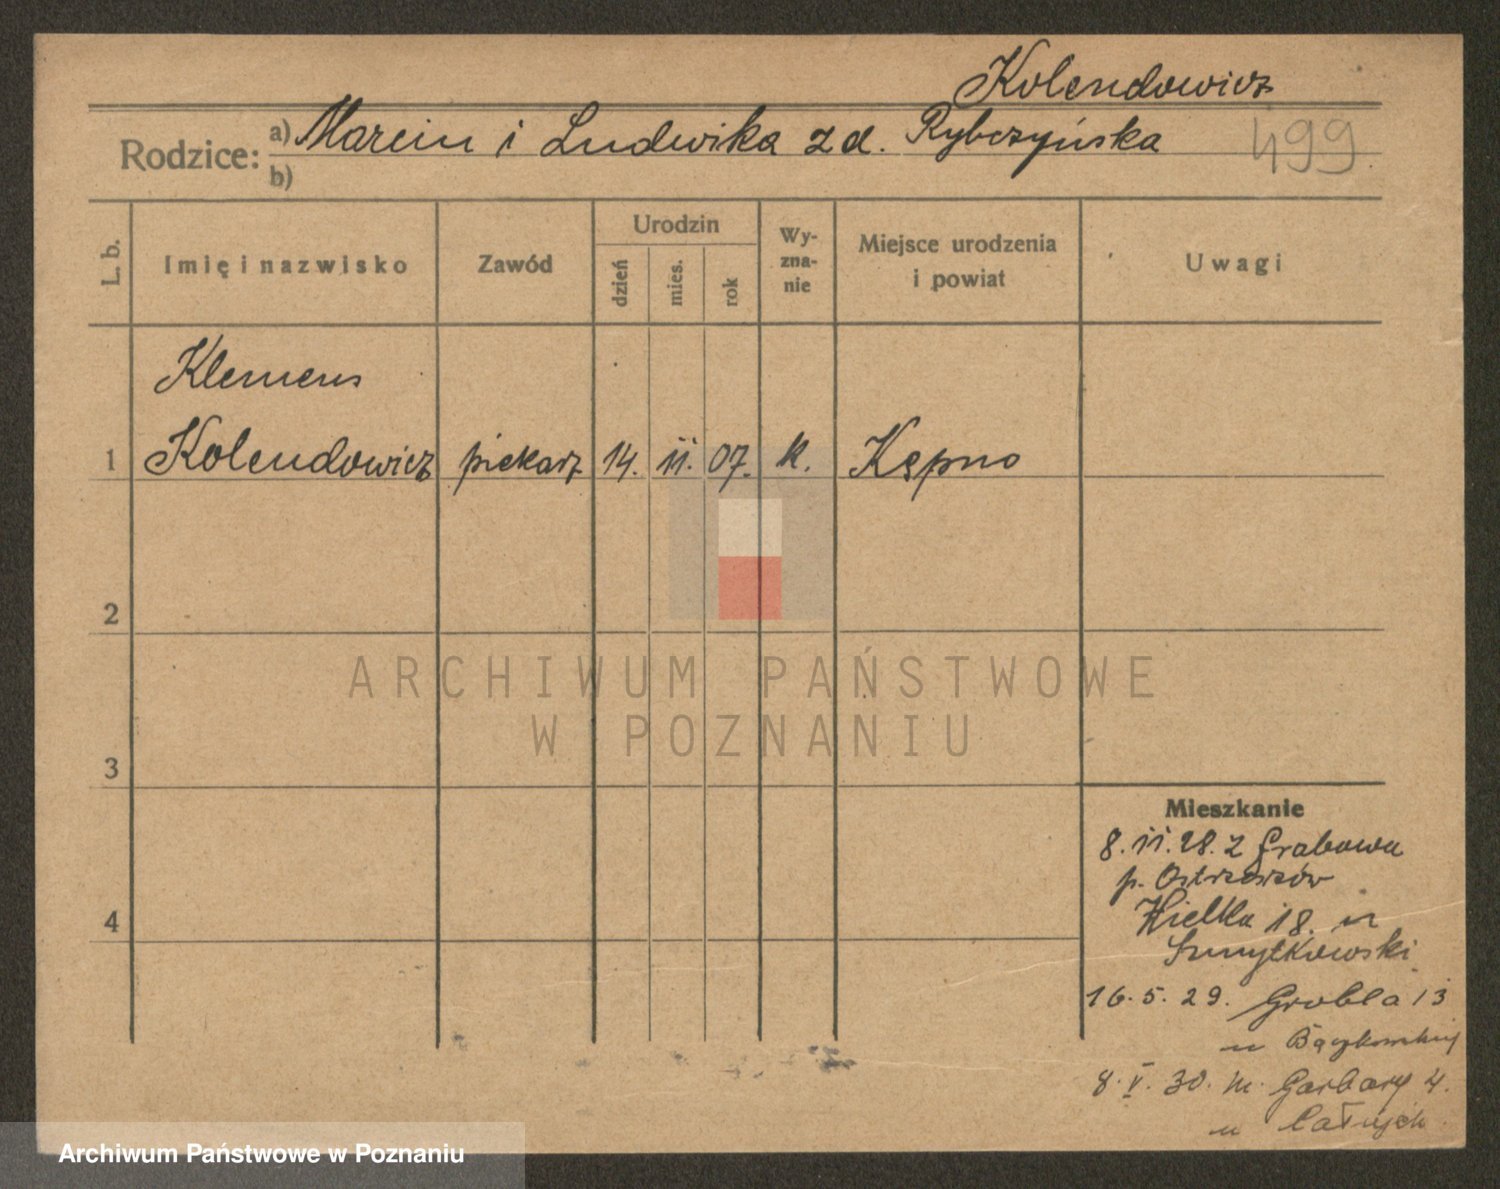 Kolendowicz
Rodzice: a) Marcin i Ludwika z d. Rybczyńska 499
b)
L. b. Imię i nazwisko Zawód Urodzin dzień mies. rok Wy-zna-nie Miejsce urodzenia i powiat Uwagi
Klemens
1 Kolendowicz piekarz 14. 11. 07. k. Kępno
2
ARCHIWUM PAŃSTWOWE
W POZNANIU
3
4
Mieszkanie
8. 11. 28. z Grabowa
p. Ostrzeszów
Wielka 18. u
Szmytkowski
16. 5. 29. Grobla 13
u
8. V. 30. m. Garbary 4.
u
Archiwum Państwowe w Poznaniu